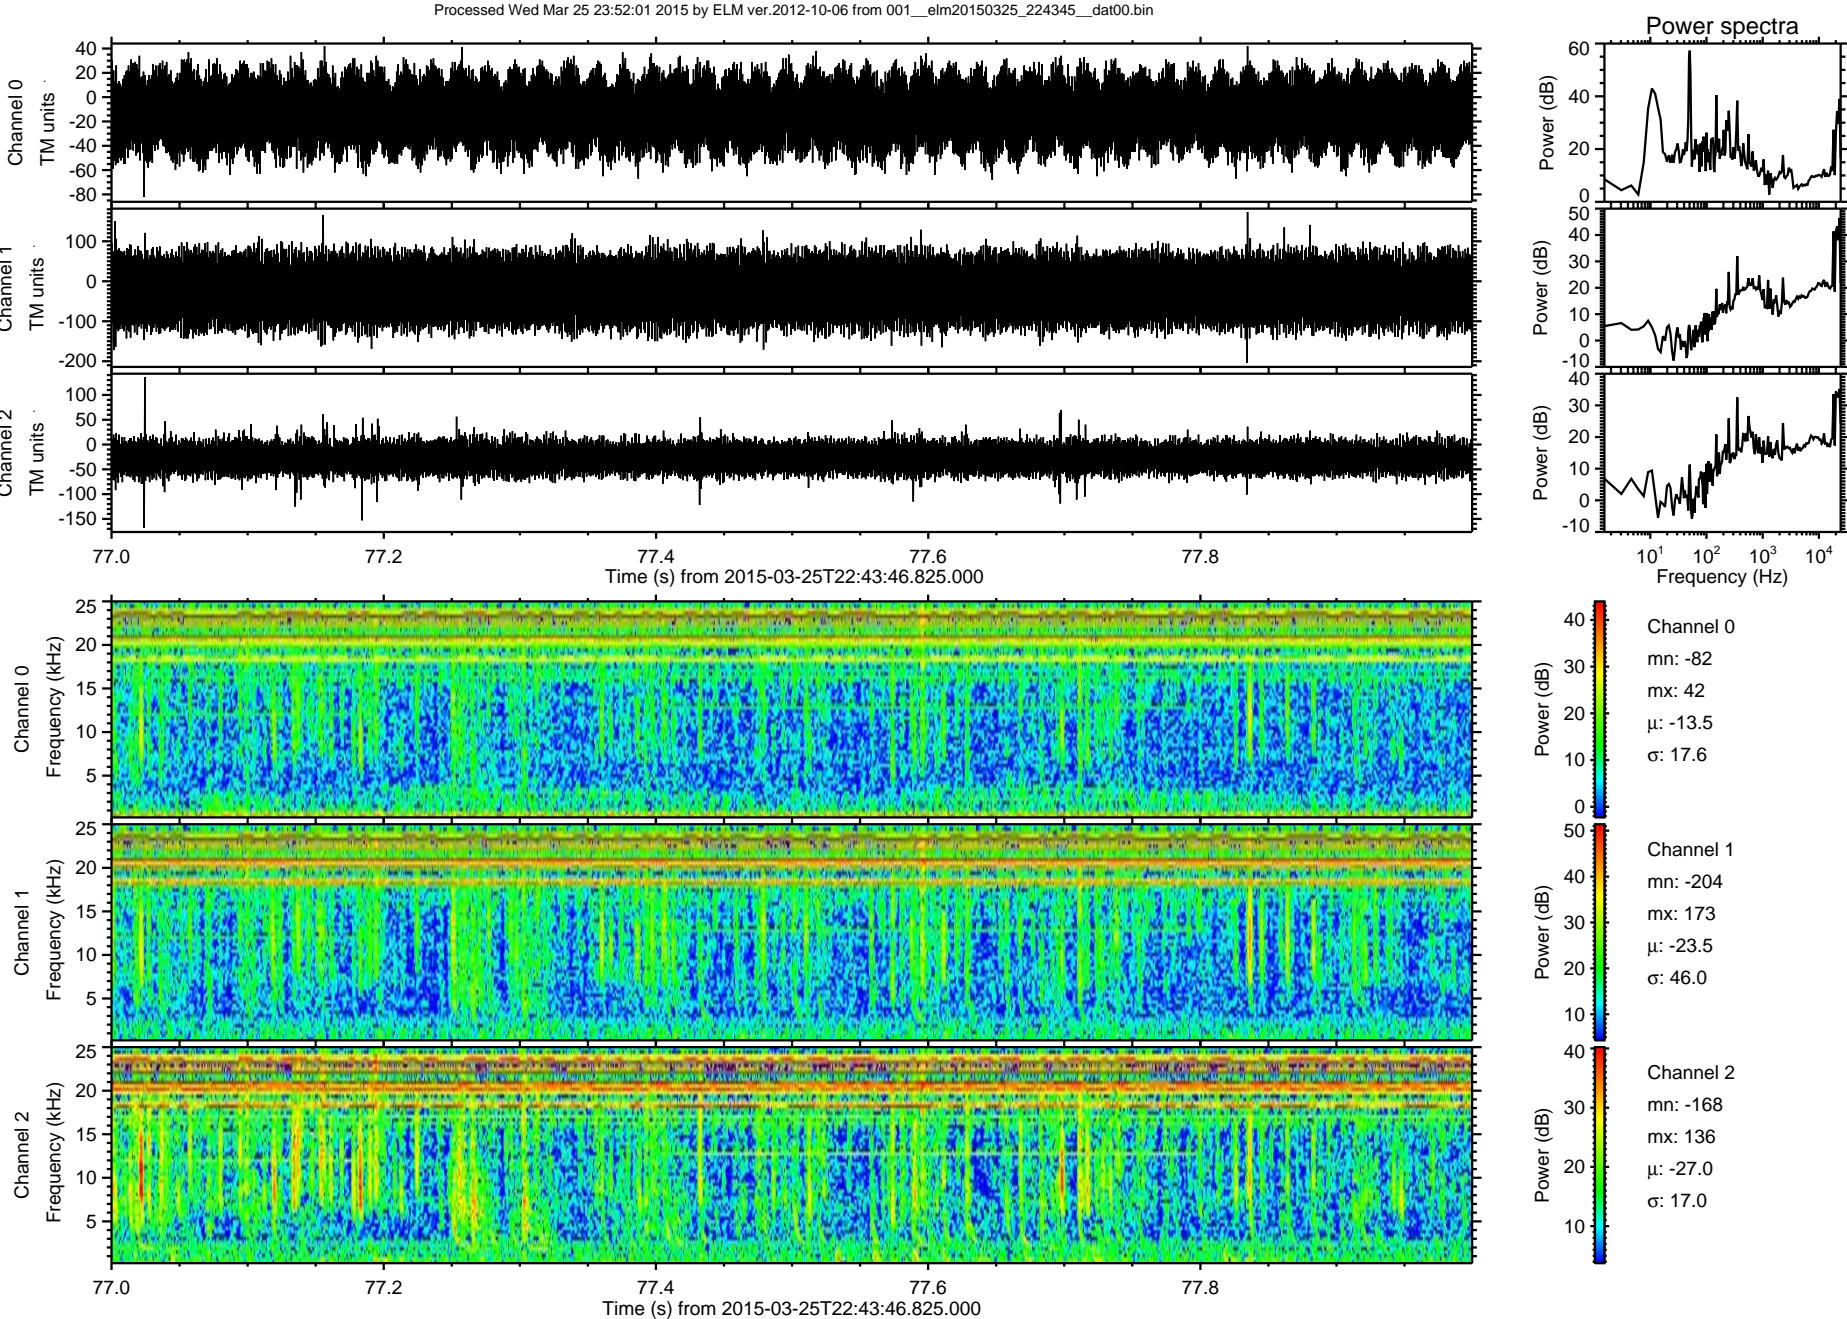 Processed Wed Mar 25 23:52:01 2015 by ELM ver.2012-10-06 from 001__elm20150325_224345__dat00.bin
Power spectra
Channel 0
TM units
40
20
0
-20
-40
-60
-80
Power (dB)
60
40
20
0
Channel 1
TM units
100
0
-100
-200
Power (dB)
50
40
30
20
10
0
-10
Channel 2
TM units
100
50
0
-50
-100
-150
Power (dB)
40
30
20
10
0
-10
77.0 77.2 77.4 77.6 77.8
Time (s) from 2015-03-25T22:43:46.825.000
10^1 10^2 10^3 10^4
Frequency (Hz)
Channel 0
Frequency (kHz)
25
20
15
10
5
Power (dB)
40
30
20
10
0
Channel 0
mn: -82
mx: 42
μ: -13.5
σ: 17.6
Channel 1
Frequency (kHz)
25
20
15
10
5
Power (dB)
50
40
30
20
10
Channel 1
mn: -204
mx: 173
μ: -23.5
σ: 46.0
Channel 2
Frequency (kHz)
25
20
15
10
5
Power (dB)
40
30
20
10
Channel 2
mn: -168
mx: 136
μ: -27.0
σ: 17.0
77.0 77.2 77.4 77.6 77.8
Time (s) from 2015-03-25T22:43:46.825.000